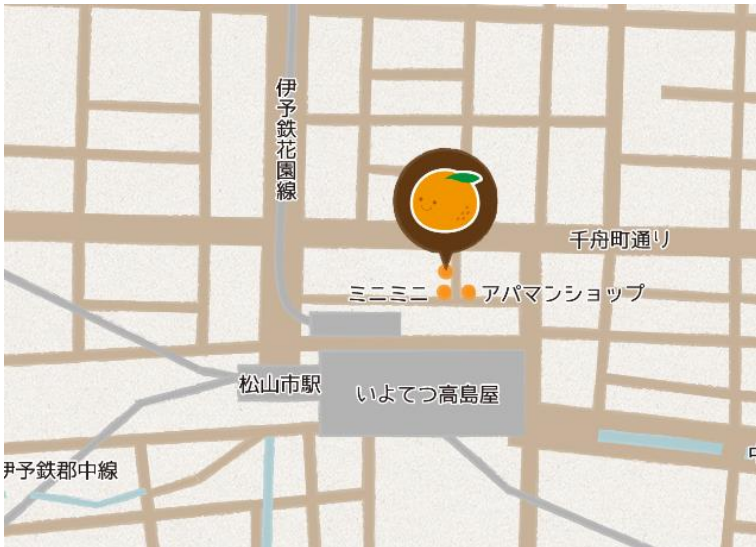 伊予鉄花園線
千舟町通り
ミニミニ
アパマンショップ
松山市駅
いよてつ高島屋
伊予鉄郡中線